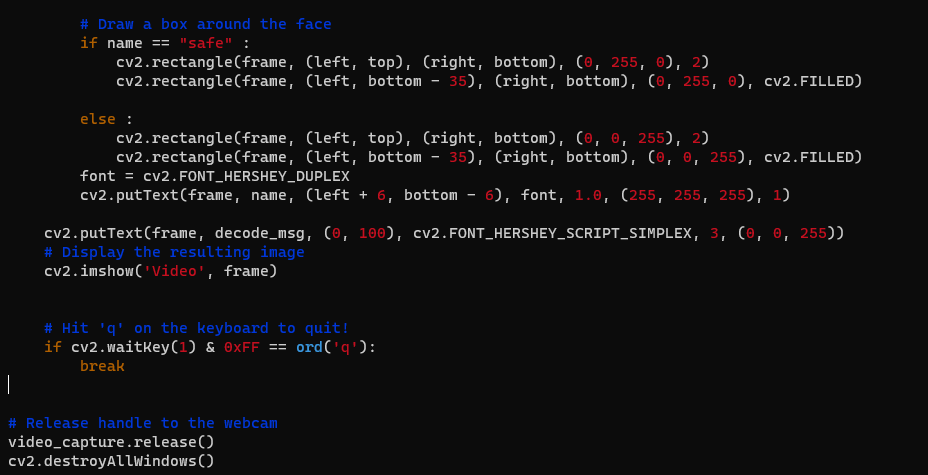 # Draw a box around the face
if name == "safe" :
cv2.rectangle(frame, (left, top), (right, bottom), (0, 255, 0), 2)
cv2.rectangle(frame, (left, bottom - 35), (right, bottom), (0, 255, 0), cv2.FILLED)
else :
cv2.rectangle(frame, (left, top), (right, bottom), (0, 0, 255), 2)
cv2.rectangle(frame, (left, bottom - 35), (right, bottom), (0, 0, 255), cv2.FILLED)
font = cv2.FONT_HERSHEY_DUPLEX
cv2.putText(frame, name, (left + 6, bottom - 6), font, 1.0, (255, 255, 255), 1)
cv2.putText(frame, decode_msg, (0, 100), cv2.FONT_HERSHEY_SCRIPT_SIMPLEX, 3, (0, 0, 255))
# Display the resulting image
cv2.imshow('Video', frame)
# Hit 'q' on the keyboard to quit!
if cv2.waitKey(1) & 0xFF == ord('q'):
break
# Release handle to the webcam
video_capture.release()
cv2.destroyAllWindows()